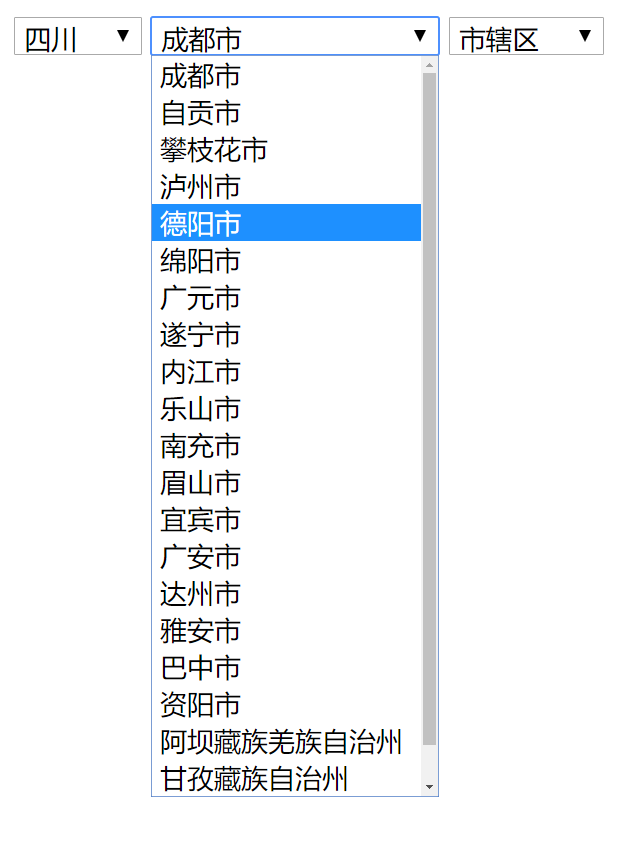 四川 成都市 市辖区
成都市
自贡市
攀枝花市
泸州市
德阳市
绵阳市
广元市
遂宁市
内江市
乐山市
南充市
眉山市
宜宾市
广安市
达州市
雅安市
巴中市
资阳市
阿坝藏族羌族自治州
甘孜藏族自治州